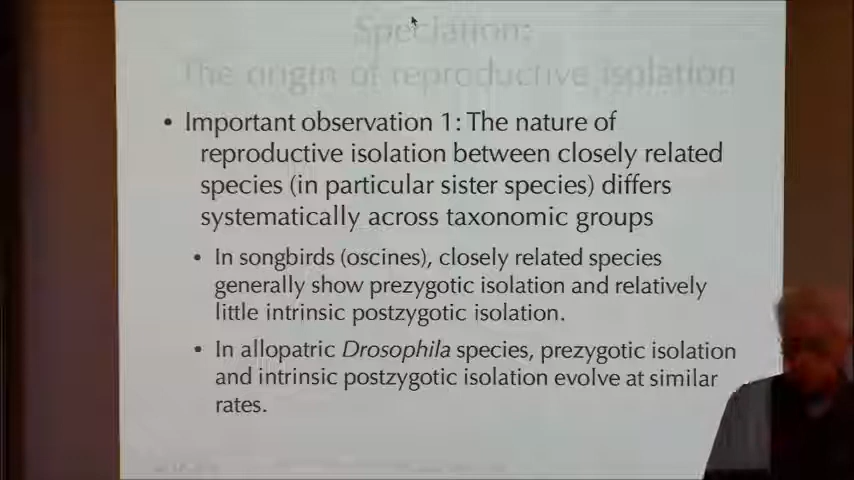 Speciation:
The origin of reproductive isolation
• Important observation 1: The nature of
reproductive isolation between closely related
species (in particular sister species) differs
systematically across taxonomic groups
• In songbirds (oscines), closely related species
generally show prezygotic isolation and relatively
little intrinsic postzygotic isolation.
• In allopatric Drosophila species, prezygotic isolation
and intrinsic postzygotic isolation evolve at similar
rates.